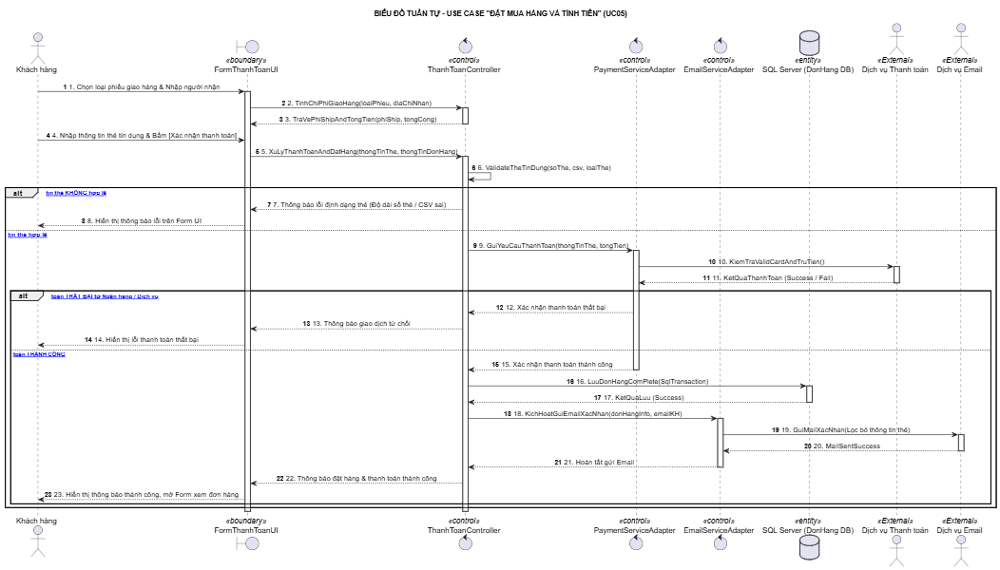 BIỂU ĐỒ TUẦN TỰ - USE CASE "ĐẶT MUA HÀNG VÀ TÍNH TIỀN" (UC05)
Khách hàng
«boundary»
FormThanhToanUI
«control»
ThanhToanController
«control»
PaymentServiceAdapter
«control»
EmailServiceAdapter
«entity»
SQL Server (DonHang DB)
«External»
Dịch vụ Thanh toán
«External»
Dịch vụ Email
1 1. Chọn loại phiếu giao hàng & Nhập người nhận
2 2. TinhChiPhiGiaoHang(loaiPhieu, diaChiNhan)
3 3. TraVePhiShipAndTongTien(phiShip, tongCong)
4 4. Nhập thông tin thẻ tín dụng & Bấm [Xác nhận thanh toán]
5 5. XuLyThanhToanAndDatHang(thongTinThe, thongTinDonHang)
6 6. ValidateTheTinDung(soThe, csv, loaiThe)
alt
tin thẻ KHÔNG hợp lệ
7 7. Thông báo lỗi định dạng thẻ (Độ dài số thẻ / CSV sai)
8 8. Hiển thị thông báo lỗi trên Form UI
tin thẻ hợp lệ
9 9. GuiYeuCauThanhToan(thongTinThe, tongTien)
10 10. KiemTraValidCardAndTruTien()
11 11. KetQuaThanhToan (Success / Fail)
alt
toán THẤT BẠI từ Ngân hàng / Dịch vụ
12 12. Xác nhận thanh toán thất bại
13 13. Thông báo giao dịch từ chối
14 14. Hiển thị lỗi thanh toán thất bại
toán THÀNH CÔNG
15 15. Xác nhận thanh toán thành công
16 16. LuuDonHangComPlete(SqlTransaction)
17 17. KetQuaLuu (Success)
18 18. KichHoatGuiEmailXacNhan(donHangInfo, emailKH)
19 19. GuiMailXacNhan(Lọc bỏ thông tin thẻ)
20 20. MailSentSuccess
21 21. Hoàn tất gửi Email
22 22. Thông báo đặt hàng & thanh toán thành công
23 23. Hiển thị thông báo thành công, mở Form xem đơn hàng
Khách hàng
«boundary»
FormThanhToanUI
«control»
ThanhToanController
«control»
PaymentServiceAdapter
«control»
EmailServiceAdapter
«entity»
SQL Server (DonHang DB)
«External»
Dịch vụ Thanh toán
«External»
Dịch vụ Email